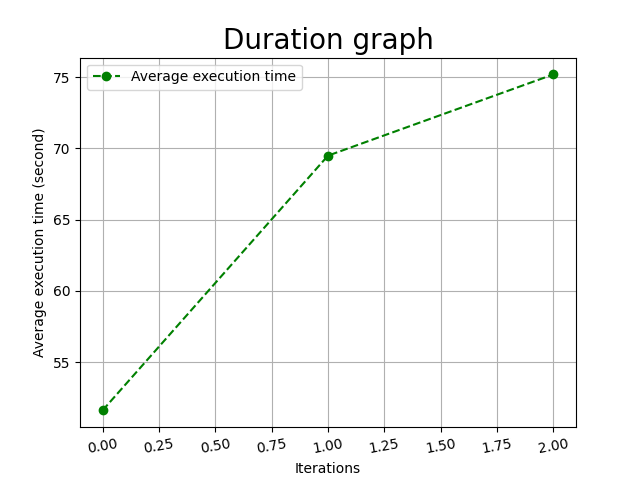 Duration graph
Average execution time
75
70
65
60
55
Average execution time (second)
0.00 0.25 0.50 0.75 1.00 1.25 1.50 1.75 2.00
Iterations